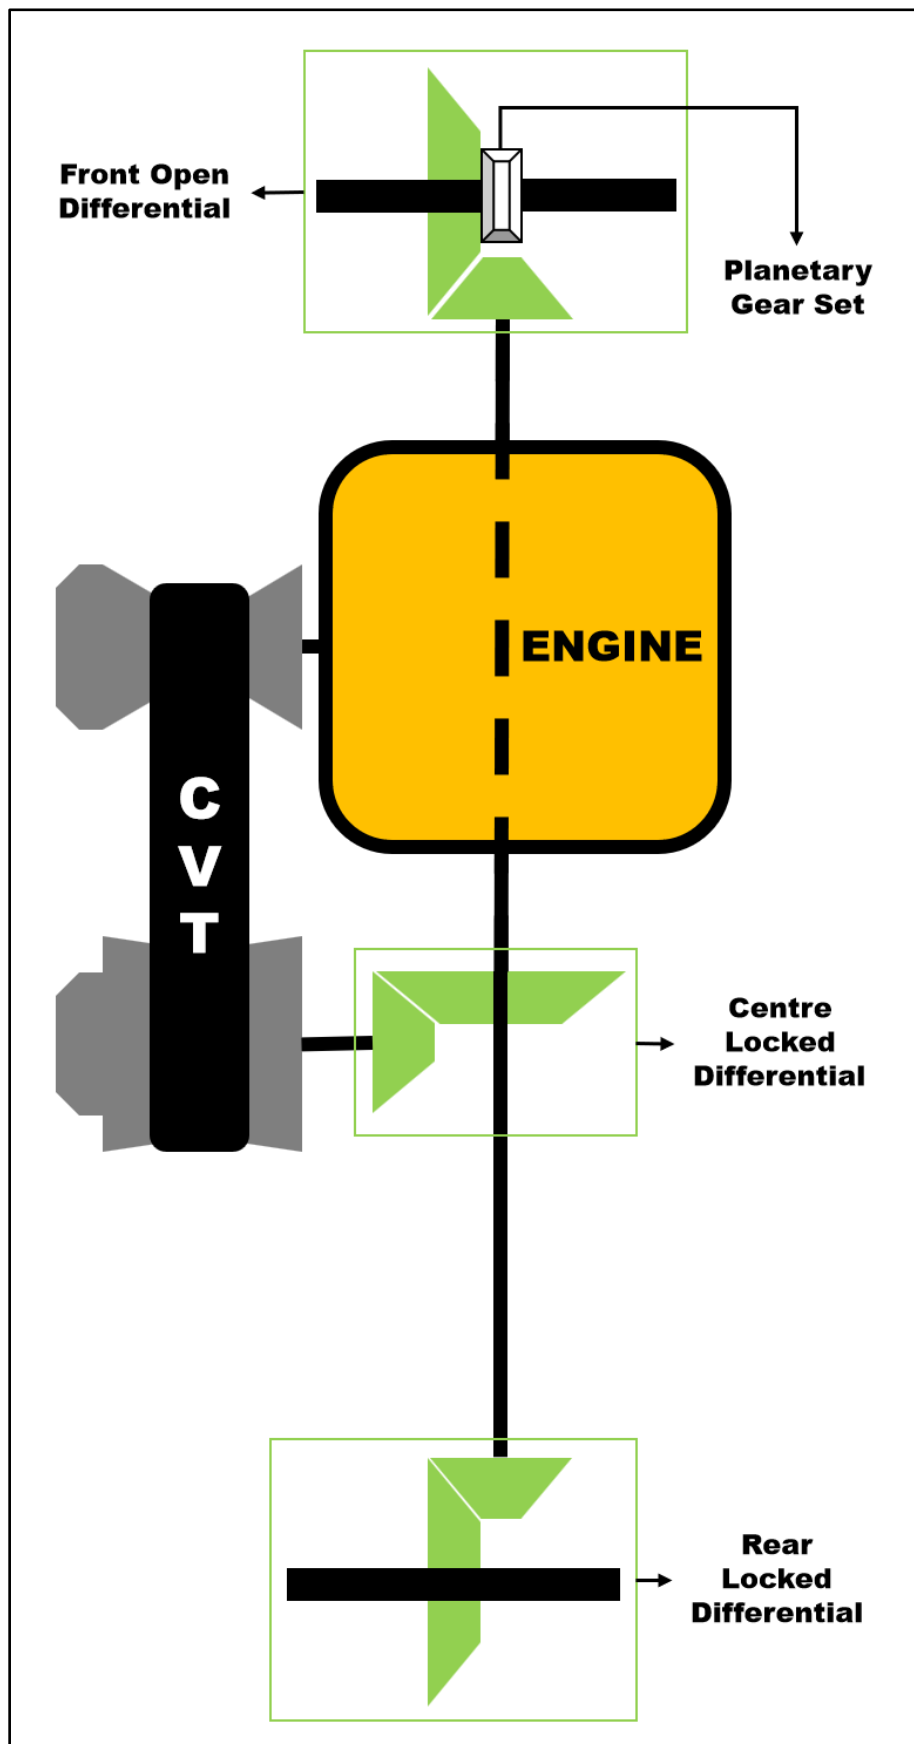 Front Open
Differential
Planetary
Gear Set
ENGINE
C
V
T
Centre
Locked
Differential
Rear
Locked
Differential